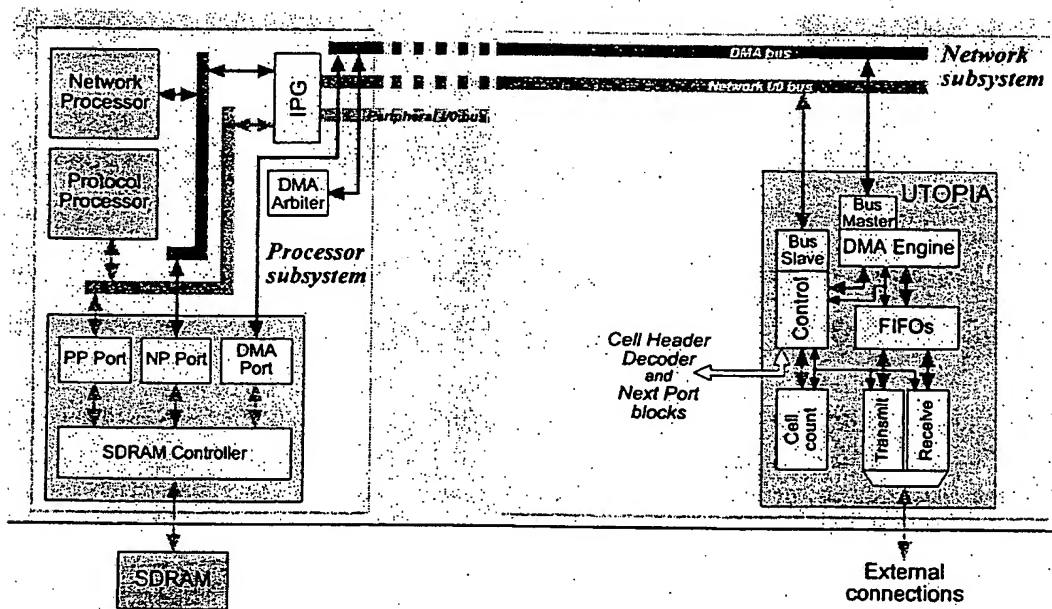 Network
Processor
Protocol
Processor
IPG
DMA
Arbiter
Processor
subsystem
DMA bus
Network I/O bus
Peripheral I/O bus
Network
subsystem
PP Port
NP Port
DMA
Port
SDRAM Controller
SDRAM
UTOPIA
Bus
Master
DMA Engine
Bus
Slave
Control
FIFOs
Cell Header
Decoder
and
Next Port
blocks
Cell
count
Transmit
Receive
External
connections